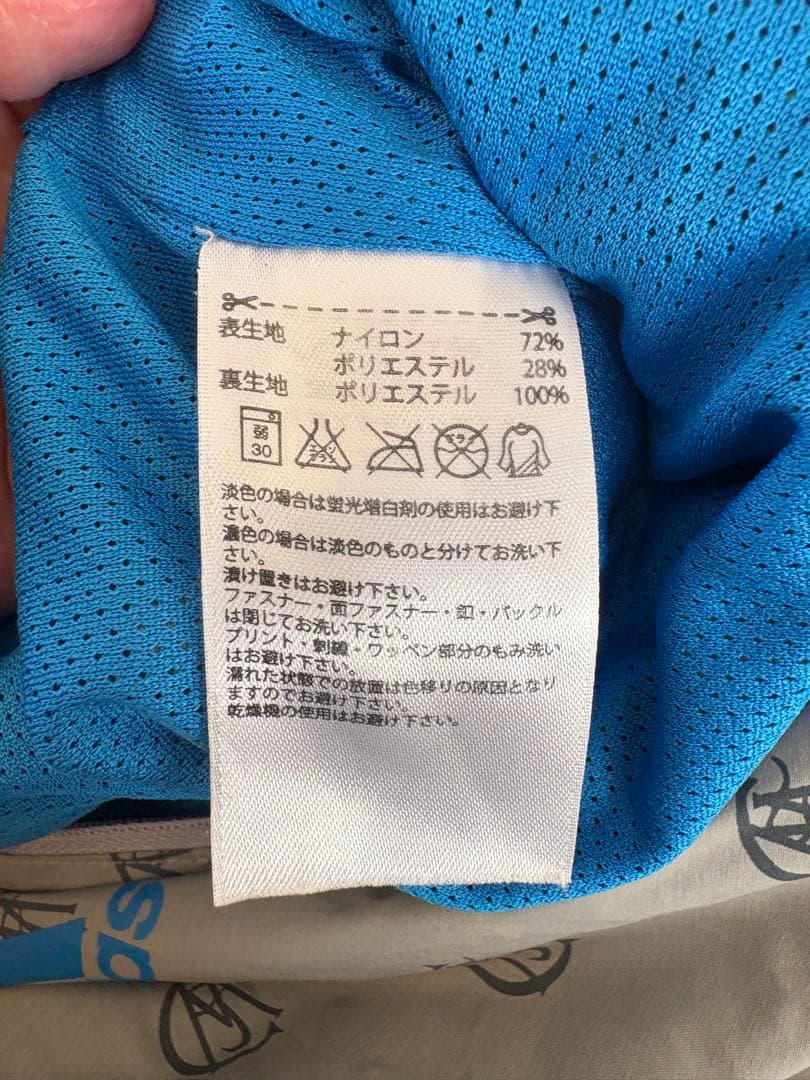 表生地 ナイロン 72%
ポリエステル 28%
裏生地 ポリエステル 100%
弱
30
エンソ
ドライ
淡色の場合は蛍光増白剤の使用はお避け下
さい。
濃色の場合は淡色のものと分けてお洗い下
さい。
漬け置きはお避け下さい。
ファスナー・面ファスナー・釦・バックル
は閉じてお洗い下さい。
プリント・刺繍・ワッペン部分のもみ洗い
はお避け下さい。
濡れた状態での放置は色移りの原因となり
ますのでお避け下さい。
乾燥機の使用はお避け下さい。
das